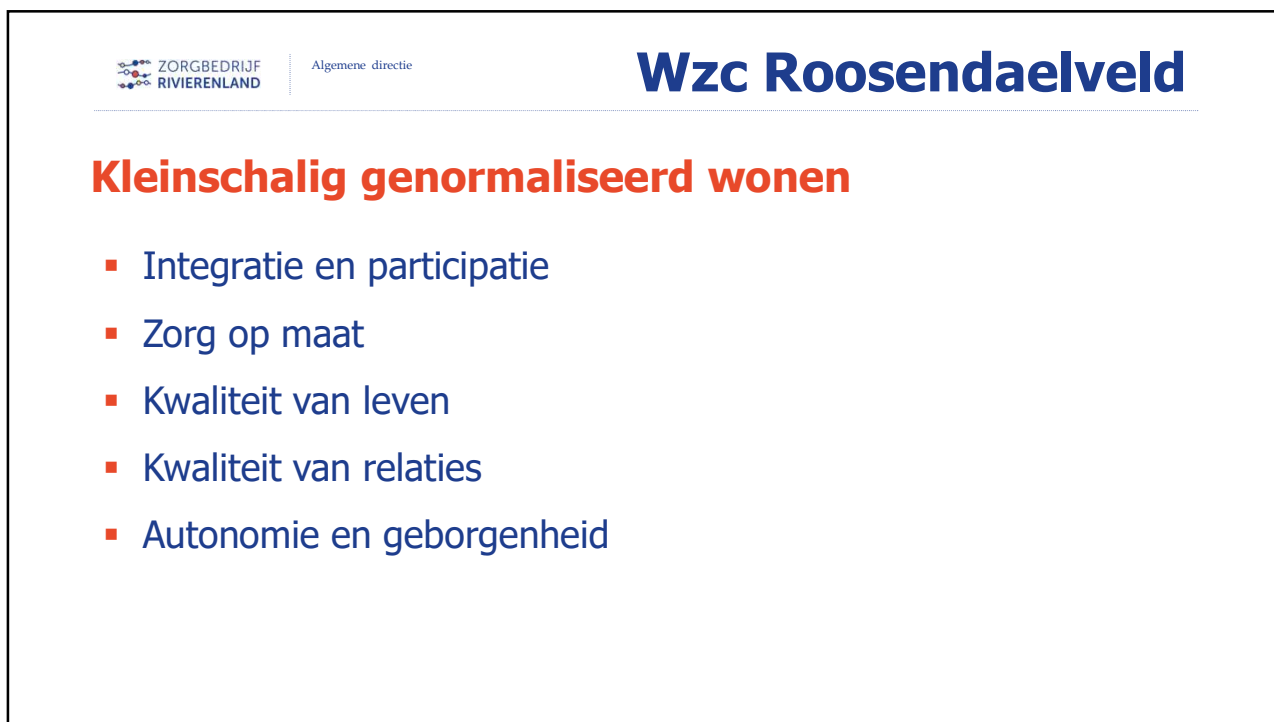 ZORGBEDRIJF
RIVIERENLAND
Algemene directie
Wzc Roosendaelveld
Kleinschalig genormaliseerd wonen
▪ Integratie en participatie
▪ Zorg op maat
▪ Kwaliteit van leven
▪ Kwaliteit van relaties
▪ Autonomie en geborgenheid